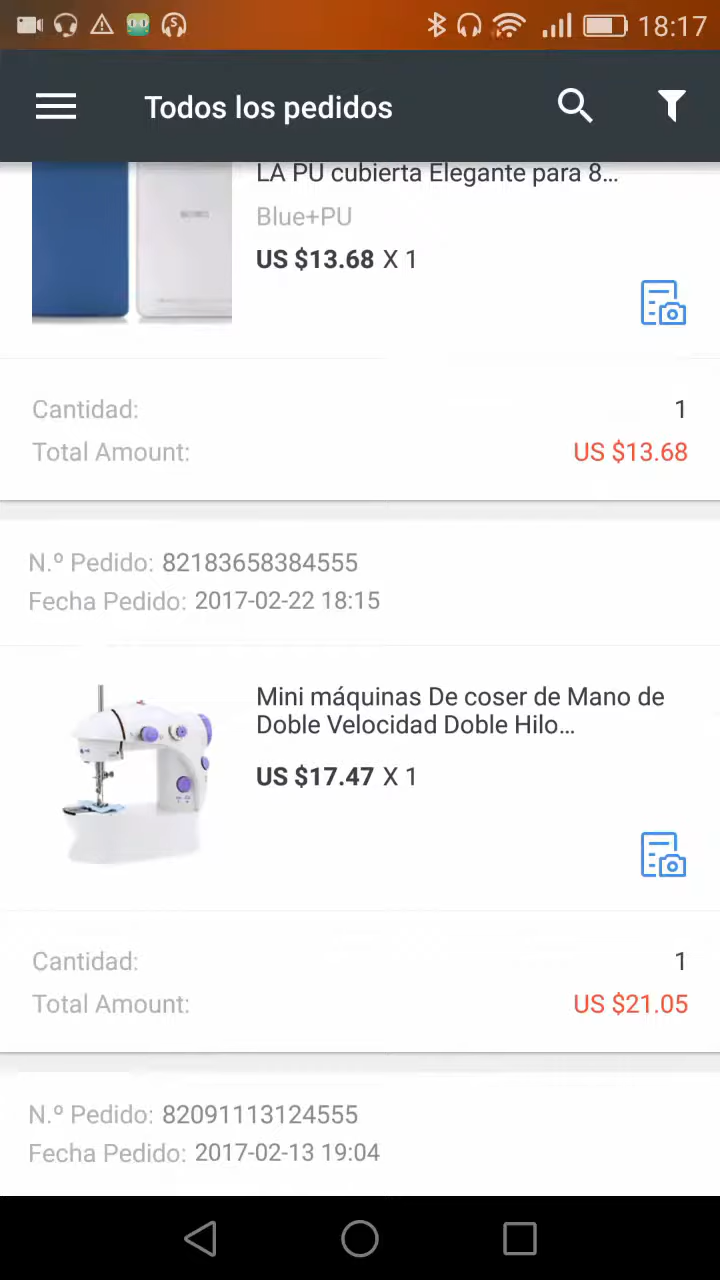 18:17
Todos los pedidos
LA PU cubierta Elegante para 8...
Blue+PU
US $13.68 X 1
Cantidad: 1
Total Amount: US $13.68
N.º Pedido: 82183658384555
Fecha Pedido: 2017-02-22 18:15
Mini máquinas De coser de Mano de
Doble Velocidad Doble Hilo...
US $17.47 X 1
Cantidad: 1
Total Amount: US $21.05
N.º Pedido: 82091113124555
Fecha Pedido: 2017-02-13 19:04